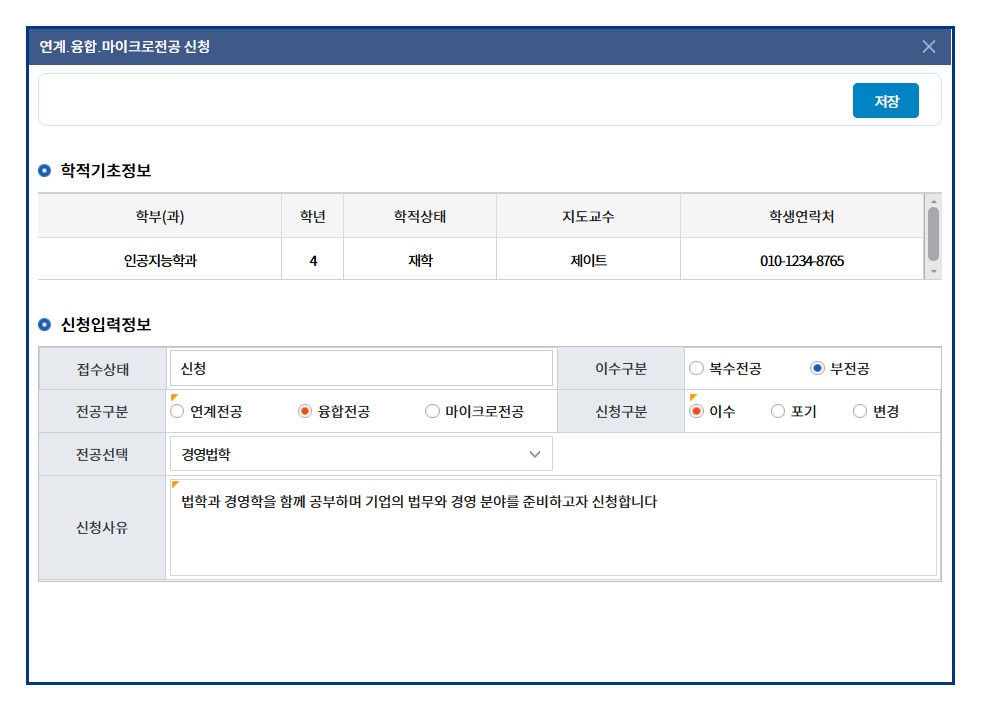 연계.융합.마이크로전공 신청
저장
학적기초정보
학부(과) 학년 학적상태 지도교수 학생연락처
인공지능학과 4 재학 제이트 010-1234-8765
신청입력정보
접수상태 신청 이수구분 복수전공 부전공
전공구분 연계전공 융합전공 마이크로전공 신청구분 이수 포기 변경
전공선택 경영법학
신청사유 법학과 경영학을 함께 공부하며 기업의 법무와 경영 분야를 준비하고자 신청합니다